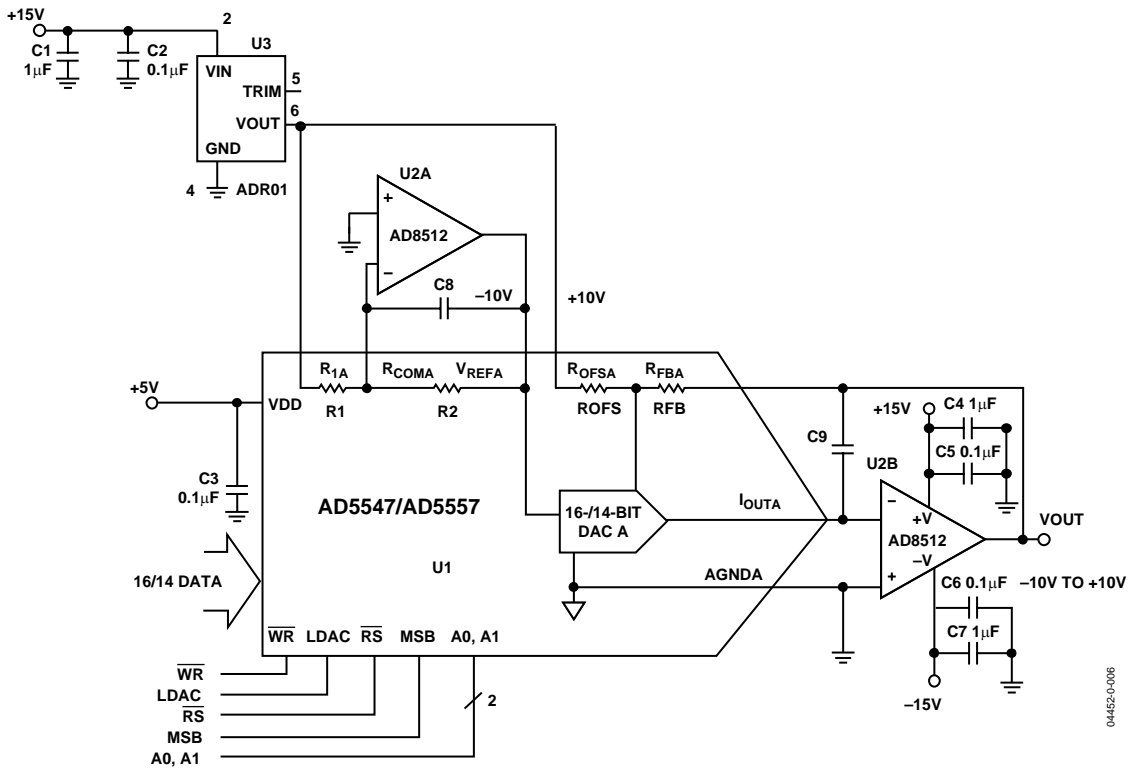 +15V
2
U3
C1
1µF
C2
0.1µF
VIN
TRIM
5
VOUT
6
GND
4
ADR01
U2A
+
AD8512
−
C8
−10V
+10V
R1A
RCOMA
VREFA
ROFSA
RFBA
R1
R2
ROFS
RFB
+5V
VDD
C3
0.1µF
C9
+15V
C4 1µF
C5 0.1µF
U2B
AD5547/AD5557
16-/14-BIT
DAC A
IOUTA
−
+V
AD8512
−V
+
VOUT
U1
AGNDA
16/14 DATA
C6 0.1µF
−10V TO +10V
C7 1µF
−15V
WR LDAC RS MSB A0, A1
WR
LDAC
RS
MSB
A0, A1
2
04452-0-006